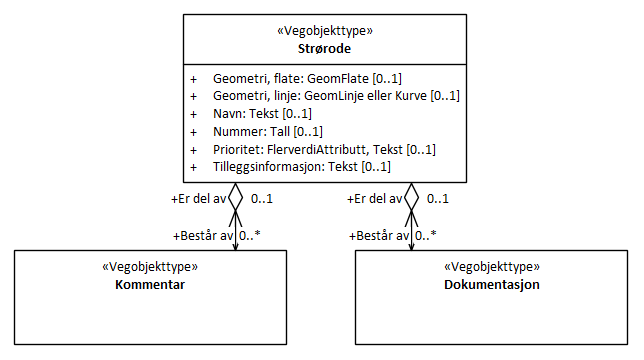 «Vegobjekttype»
Strørode
+ Geometri, flate: GeomFlate [0..1]
+ Geometri, linje: GeomLinje eller Kurve [0..1]
+ Navn: Tekst [0..1]
+ Nummer: Tall [0..1]
+ Prioritet: FlerverdiAttributt, Tekst [0..1]
+ Tilleggsinformasjon: Tekst [0..1]
+Er del av 0..1
+Er del av 0..1
+Består av 0..*
+Består av 0..*
«Vegobjekttype»
Kommentar
«Vegobjekttype»
Dokumentasjon